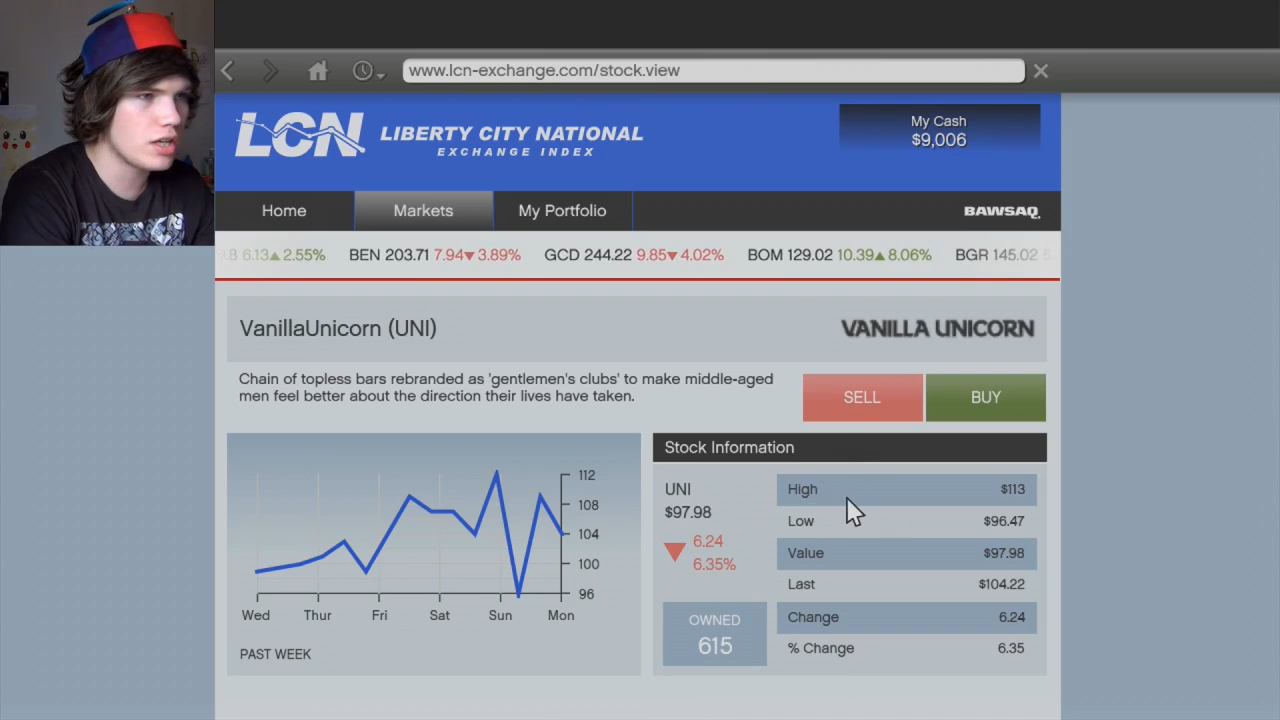 www.lcn-exchange.com/stock.view
LCN LIBERTY CITY NATIONAL
EXCHANGE INDEX
My Cash
$9,006
Home Markets My Portfolio BAWSAQ
6.13▲2.55% BEN 203.71 7.94▼3.89% GCD 244.22 9.85▼4.02% BOM 129.02 10.39▲8.06% BGR 145.02
VanillaUnicorn (UNI) VANILLA UNICORN
Chain of topless bars rebranded as 'gentlemen's clubs' to make middle-aged
men feel better about the direction their lives have taken.
SELL BUY
112
108
104
100
96
Wed Thur Fri Sat Sun Mon
PAST WEEK
Stock Information
UNI
$97.98
6.24
6.35%
OWNED
615
High $113
Low $96.47
Value $97.98
Last $104.22
Change 6.24
% Change 6.35